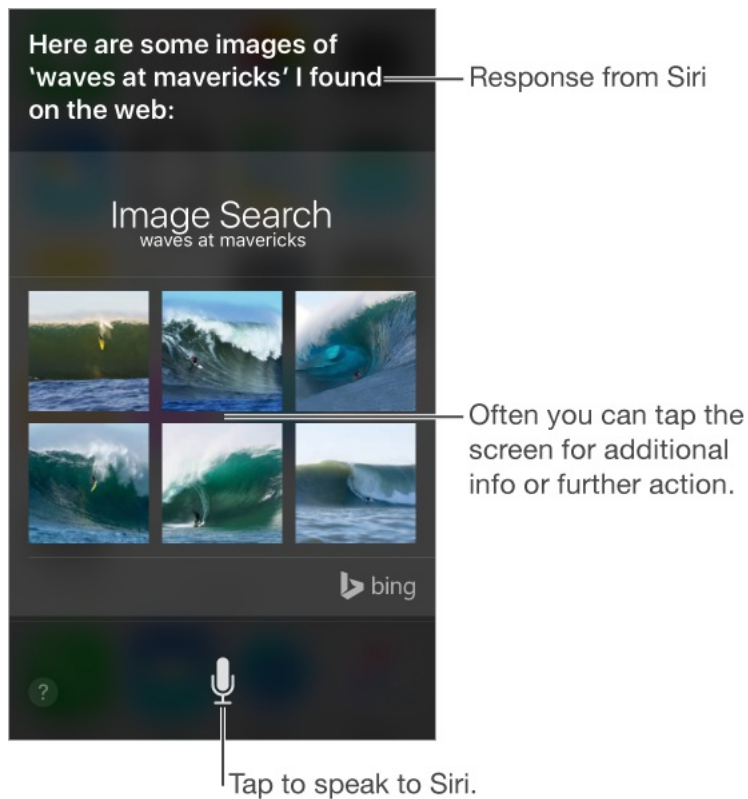 Here are some images of
‘waves at mavericks’ I found
on the web:
Response from Siri
Image Search
waves at mavericks
Often you can tap the
screen for additional
info or further action.
bing
?
Tap to speak to Siri.